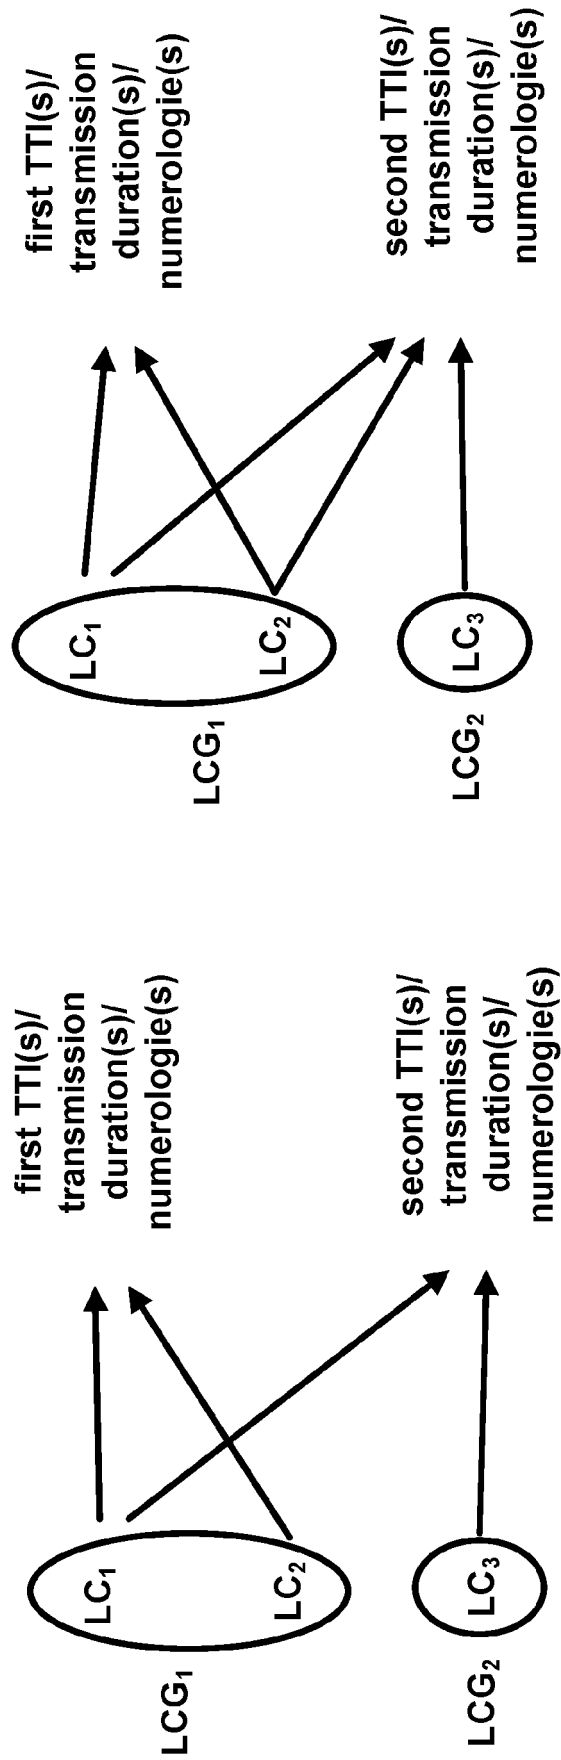 first TTI(s)/
transmission
duration(s)/
numerologie(s)
LCG1
LC1
LC2
second TTI(s)/
transmission
duration(s)/
numerologie(s)
LCG2
LC3
first TTI(s)/
transmission
duration(s)/
numerologie(s)
LCG1
LC1
LC2
second TTI(s)/
transmission
duration(s)/
numerologie(s)
LCG2
LC3